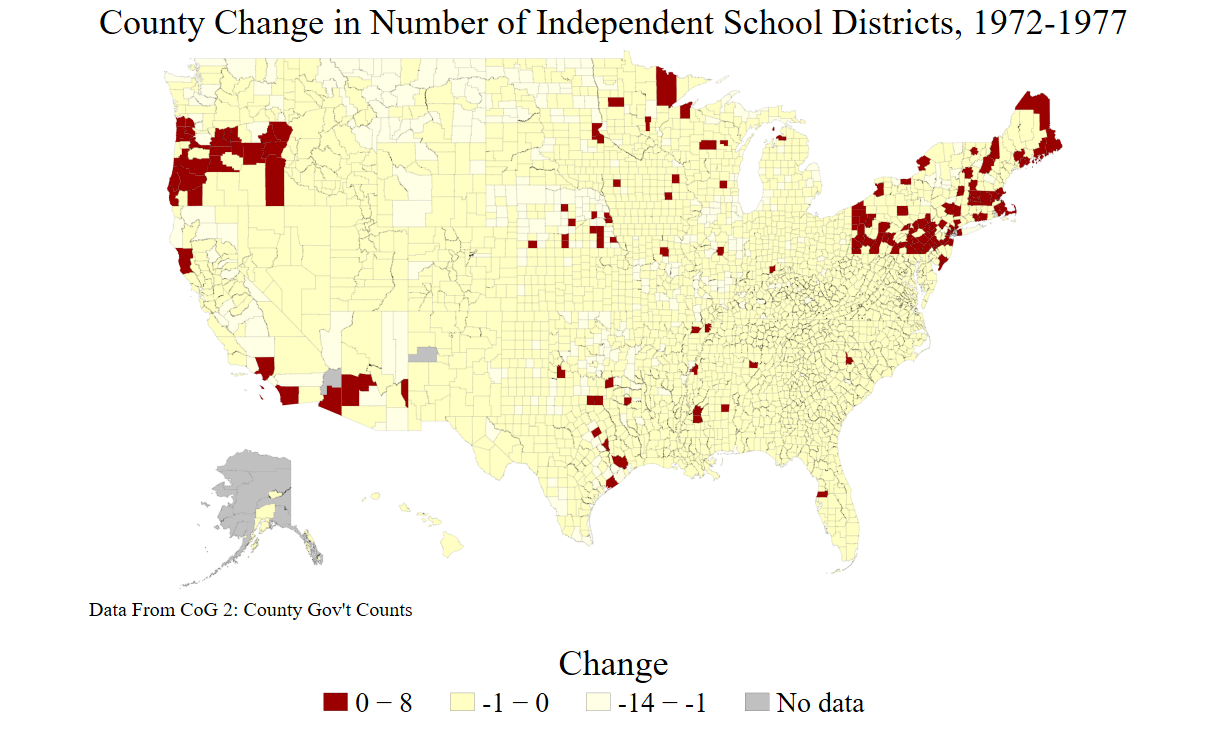 County Change in Number of Independent School Districts, 1972-1977
Data From CoG 2: County Gov't Counts
Change
0 − 8 -1 − 0 -14 − -1 No data